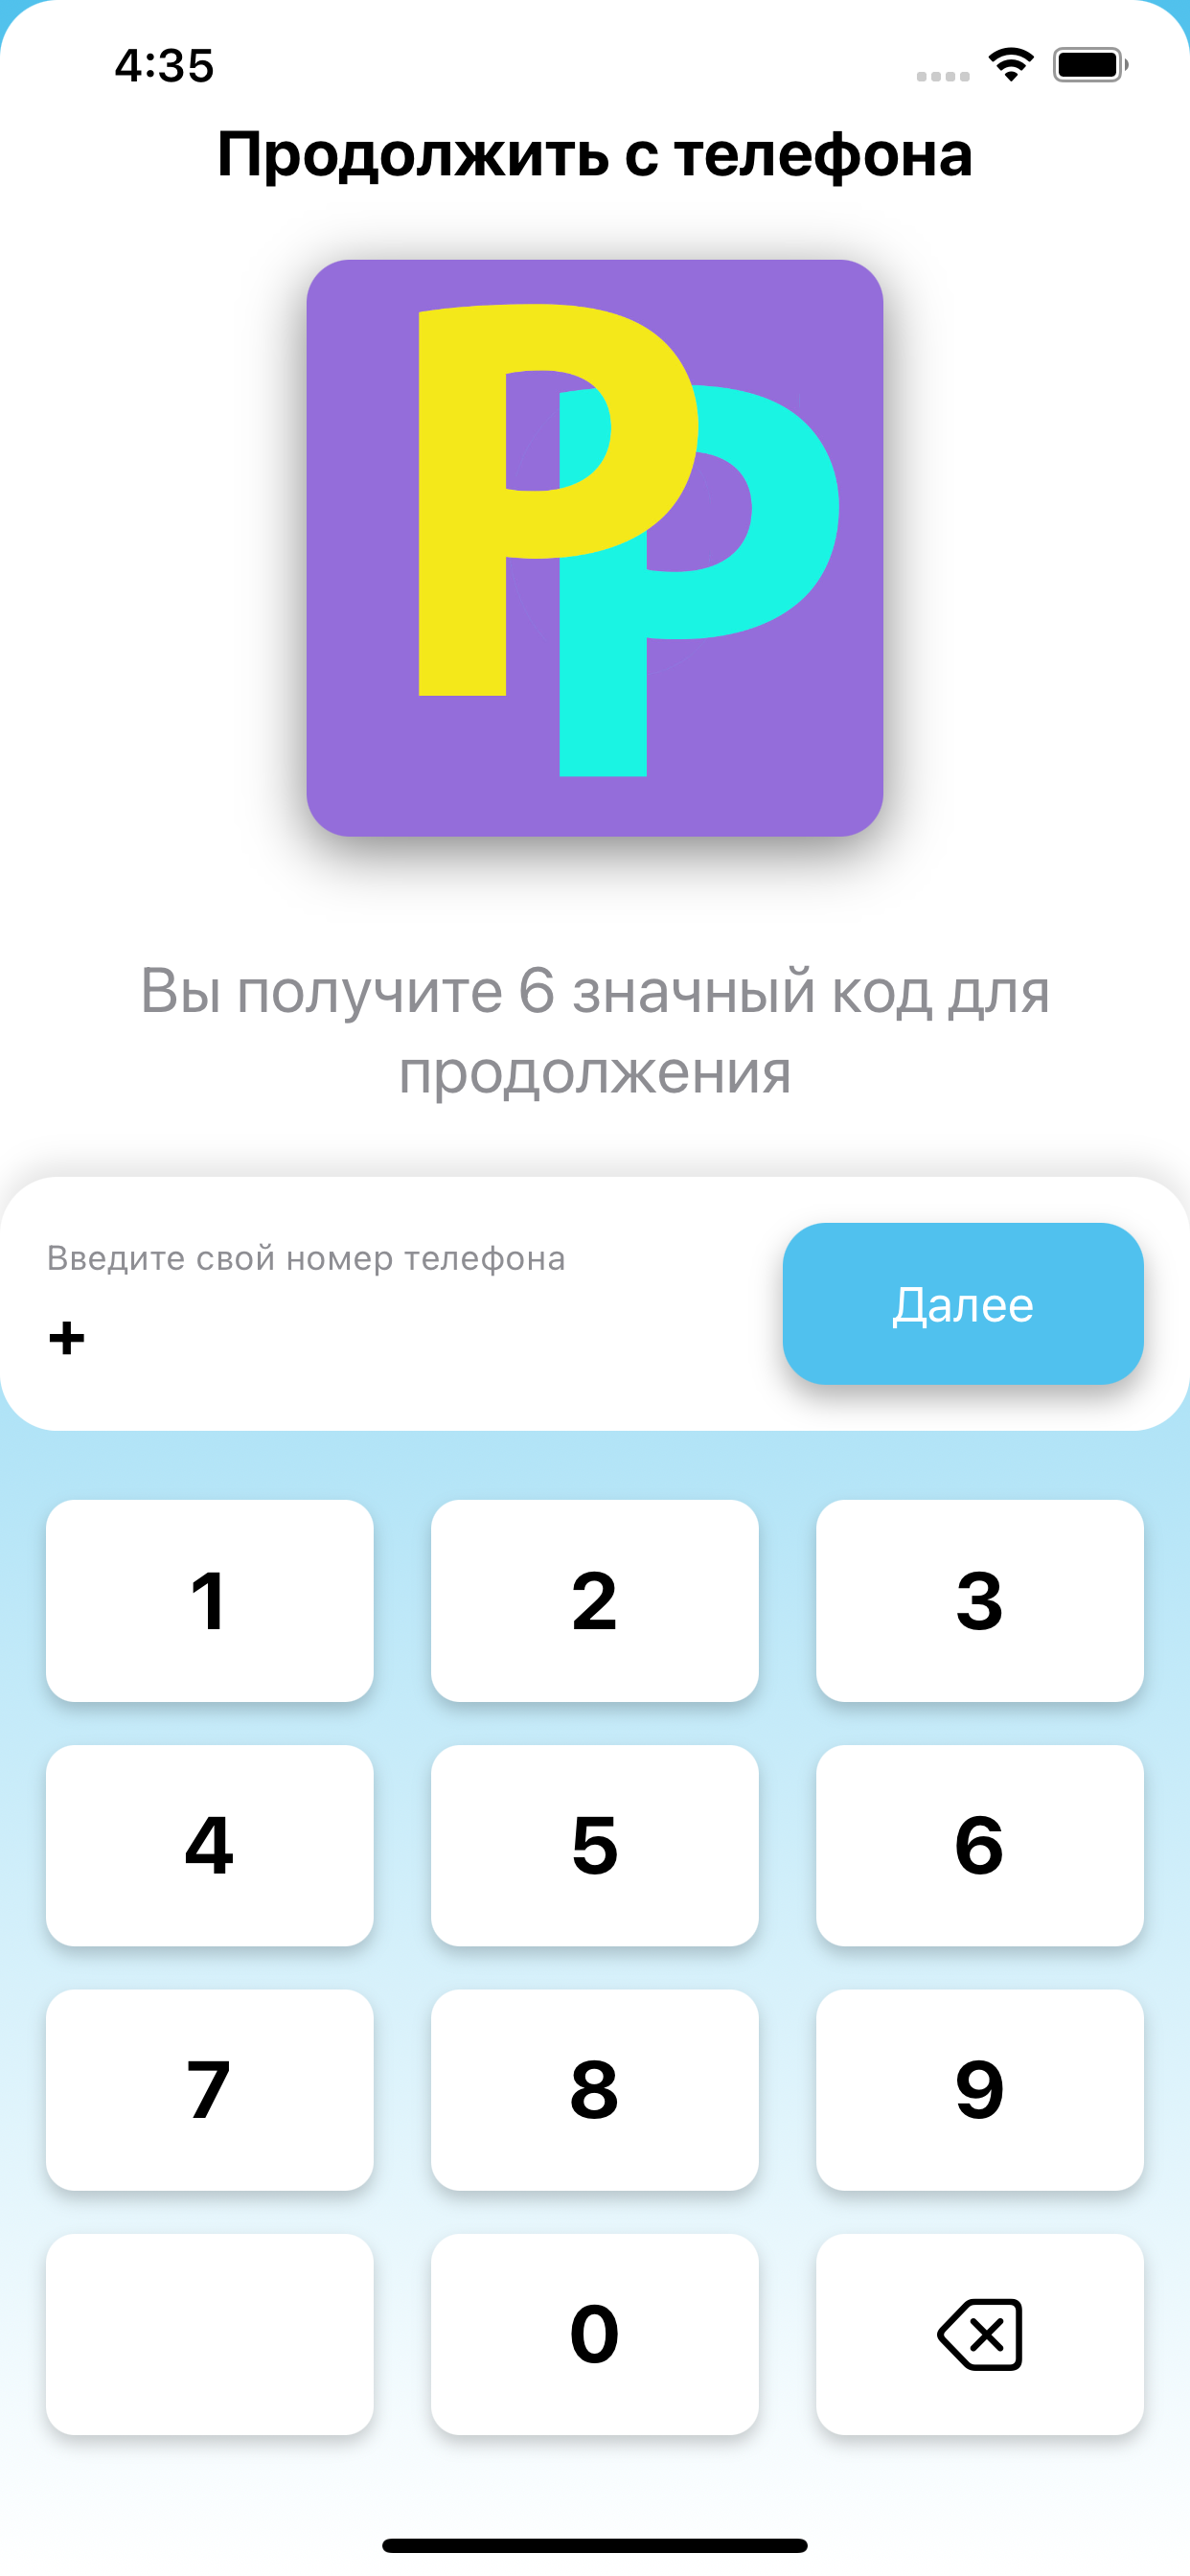 4:35
Продолжить с телефона
PP
Вы получите 6 значный код для
продолжения
Введите свой номер телефона
+
Далее
1 2 3
4 5 6
7 8 9
0